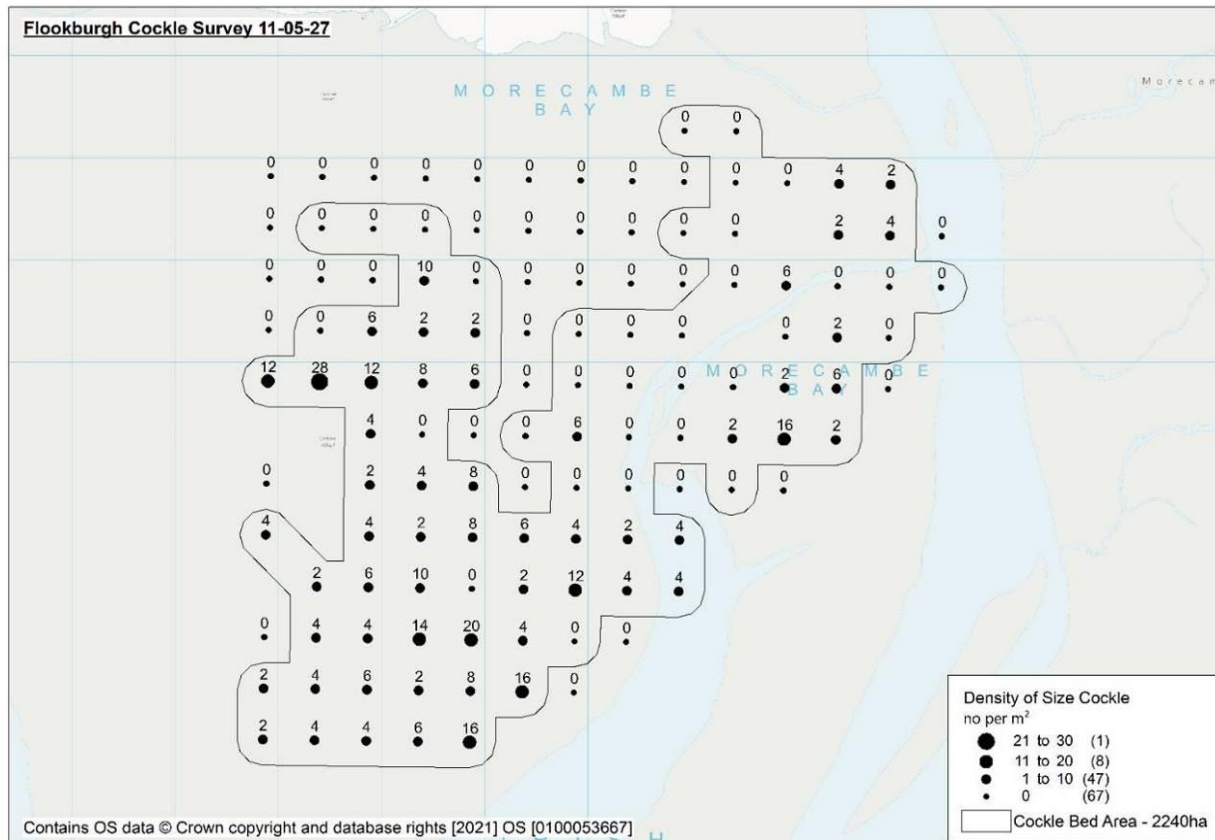 Flookburgh Cockle Survey 11-05-27
Morecam
MORECAMBE
BAY
0 0
0 0 0 0 0 0 0 0 0 0 0 4 2
0 0 0 0 0 0 0 0 0 0 2 4 0
0 0 0 10 0 0 0 0 0 0 6 0 0 0
0 0 6 2 2 0 0 0 0 0 2 0
12 28 12 8 6 0 0 0 0 0 2 6 0
MORECAMBE
BAY
4 0 0 0 6 0 0 2 16 2
0 2 4 8 0 0 0 0 0 0
4 4 2 8 6 4 2 4
2 6 10 0 2 12 4 4
0 4 4 14 20 4 0 0
2 4 6 2 8 16 0
2 4 4 6 16
Density of Size Cockle
no per m²
21 to 30 (1)
11 to 20 (8)
1 to 10 (47)
0 (67)
Cockle Bed Area - 2240ha
Contains OS data © Crown copyright and database rights [2021] OS [0100053667]